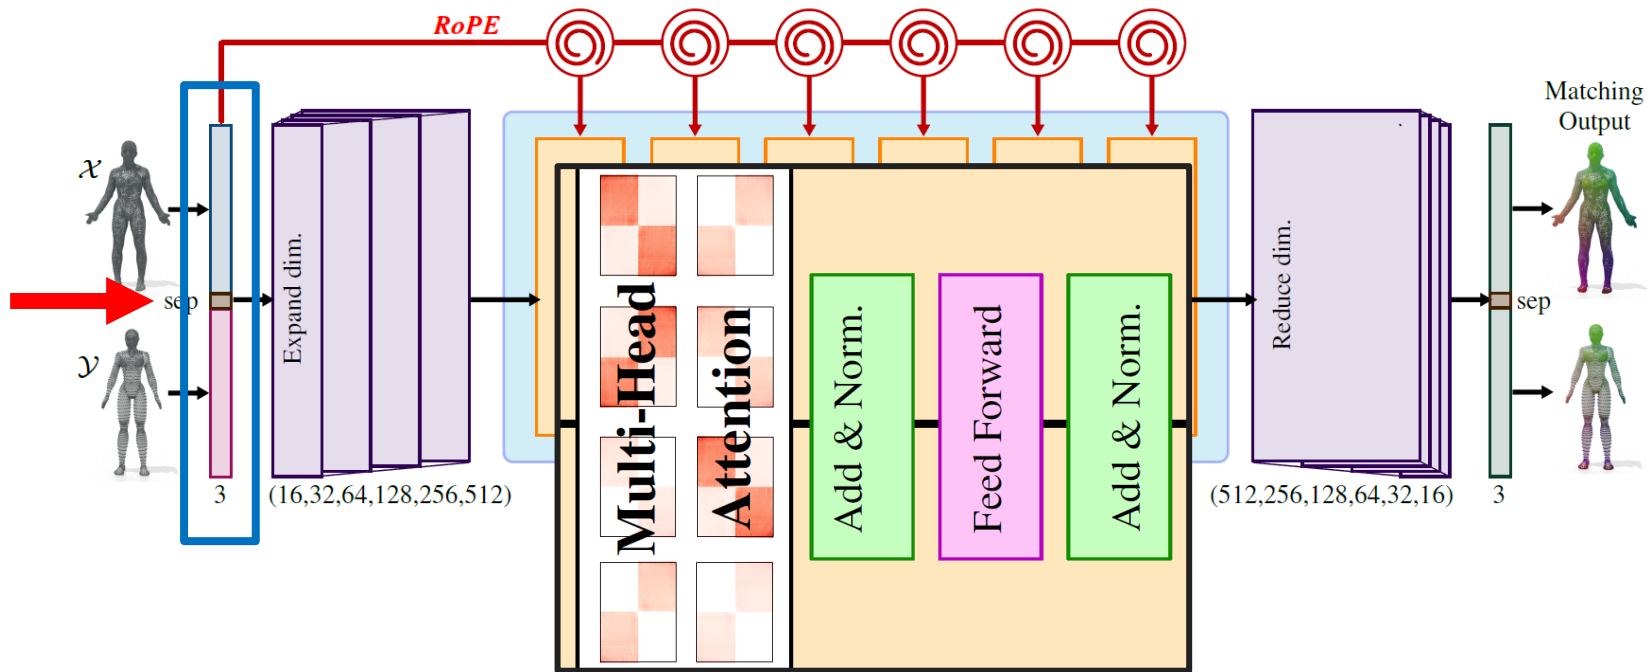 RoPE
𝒳
sep
𝒴
3
Expand dim.
(16,32,64,128,256,512)
Multi-Head
Attention
Add & Norm.
Feed Forward
Add & Norm.
Reduce dim.
(512,256,128,64,32,16)
3
sep
Matching
Output